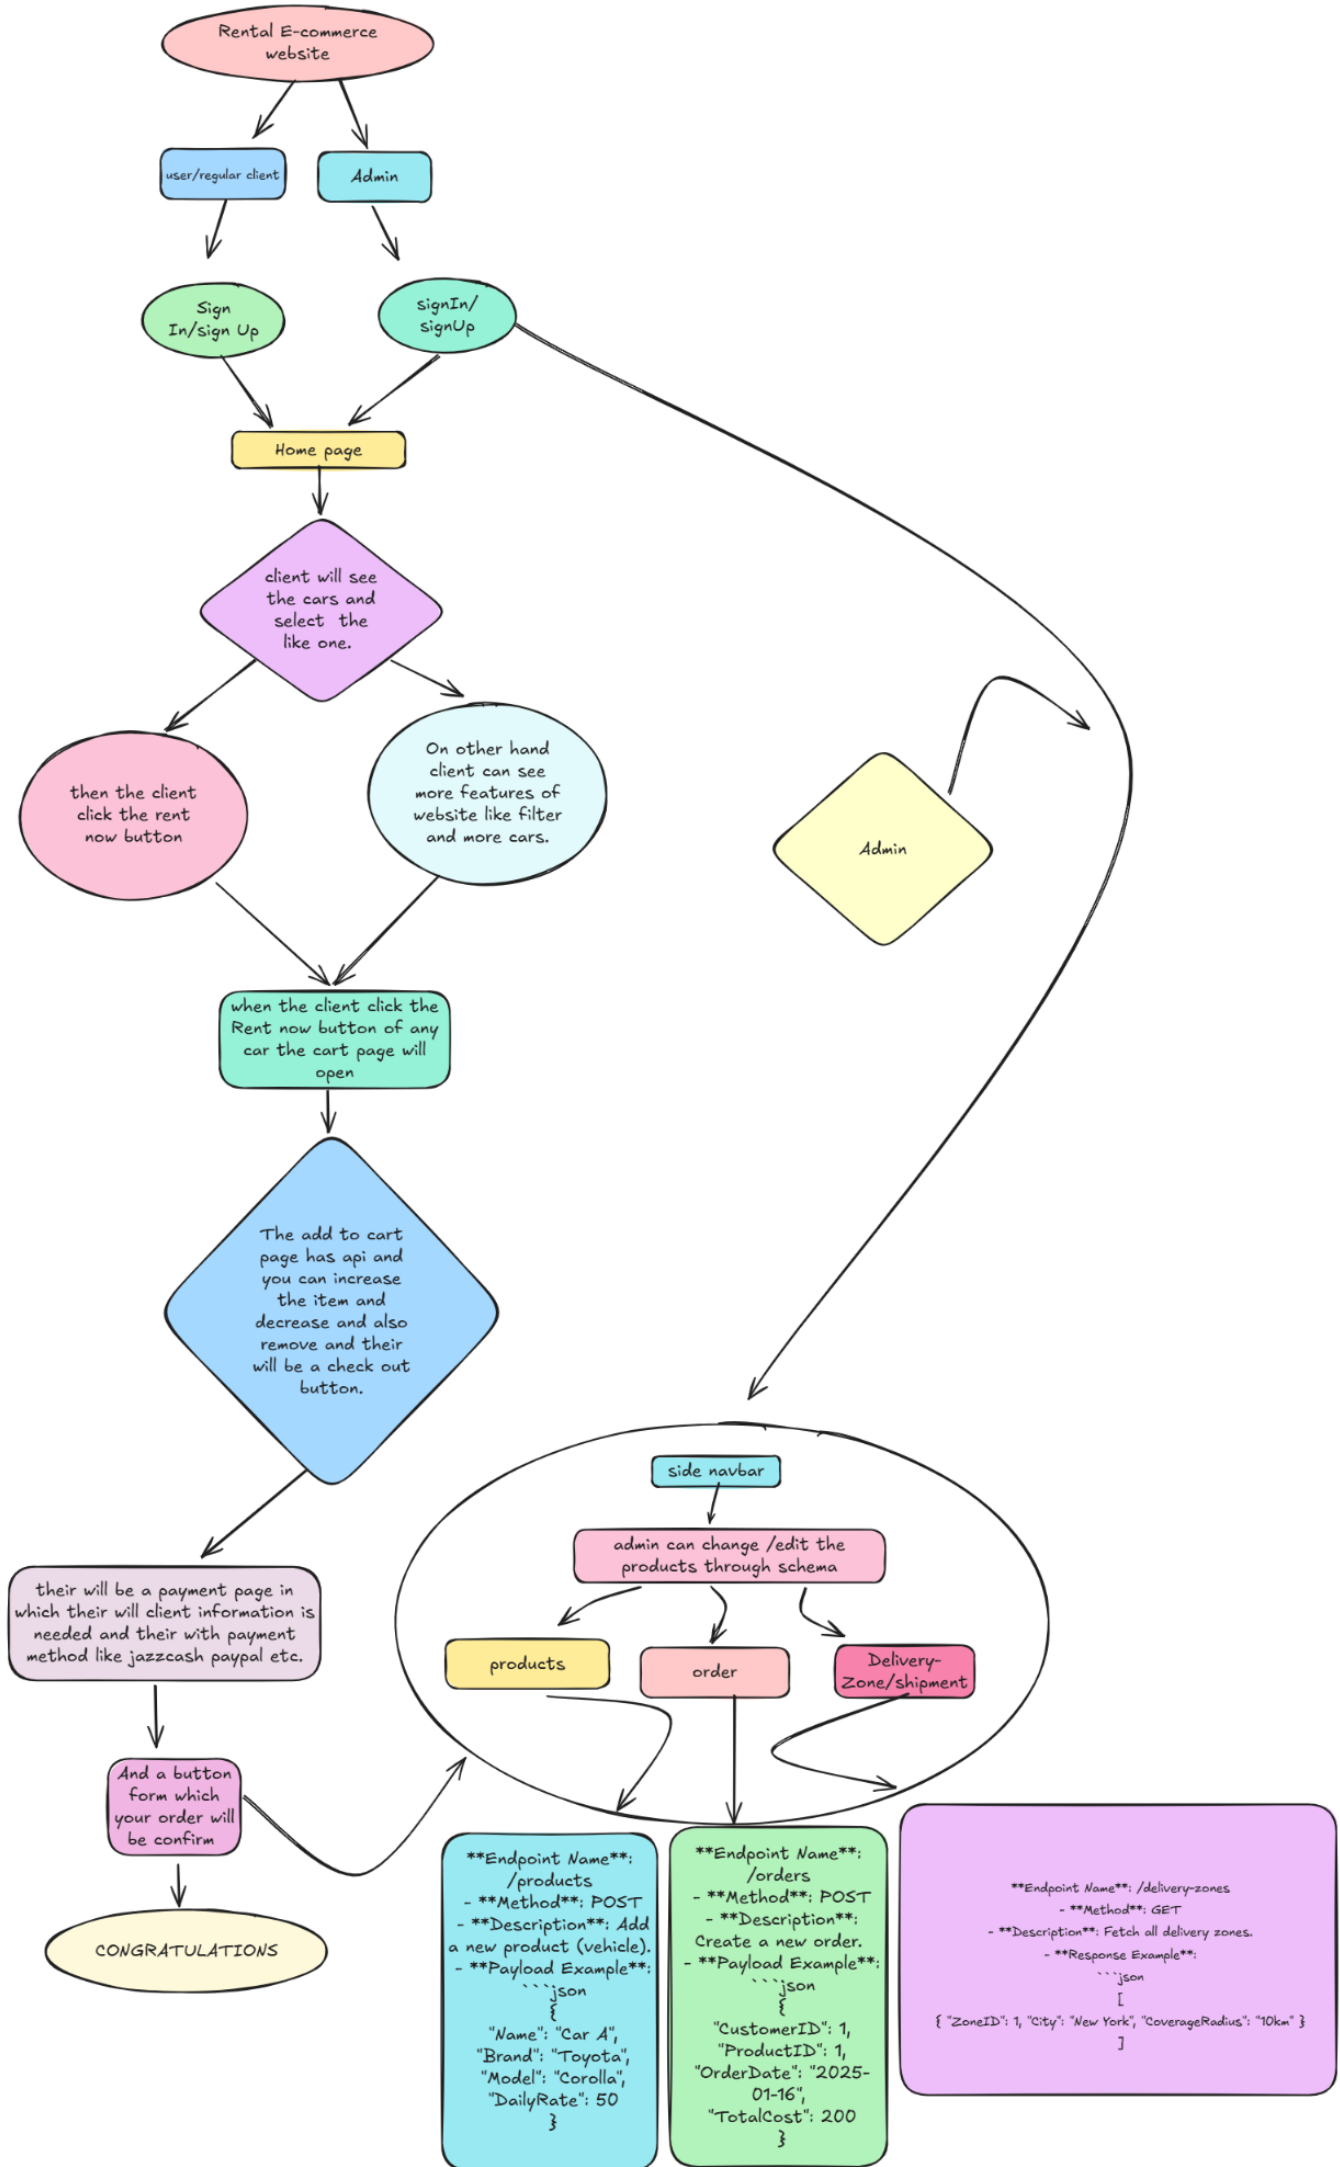 Rental E-commerce
website
user/regular client
Admin
Sign
In/sign Up
signIn/
signUp
Home page
client will see
the cars and
select  the
like one.
then the client
click the rent
now button
On other hand
client can see
more features of
website like filter
and more cars.
Admin
when the client click the
Rent now button of any
car the cart page will
open
The add to cart
page has api and
you can increase
the item and
decrease and also
remove and their
will be a check out
button.
side navbar
admin can change /edit the
products through schema
products
order
Delivery-
Zone/shipment
their will be a payment page in
which their will client information is
needed and their with payment
method like jazzcash paypal etc.
And a button
form which
your order will
be confirm
CONGRATULATIONS
**Endpoint Name**:
/products
- **Method**: POST
- **Description**: Add
a new product (vehicle).
- **Payload Example**:
```json
{
"Name": "Car A",
"Brand": "Toyota",
"Model": "Corolla",
"DailyRate": 50
}
**Endpoint Name**:
/orders
- **Method**: POST
- **Description**:
Create a new order.
- **Payload Example**:
```json
{
"CustomerID": 1,
"ProductID": 1,
"OrderDate": "2025-
01-16",
"TotalCost": 200
}
**Endpoint Name**: /delivery-zones
- **Method**: GET
- **Description**: Fetch all delivery zones.
- **Response Example**:
```json
[
{ "ZoneID": 1, "City": "New York", "CoverageRadius": "10km" }
]